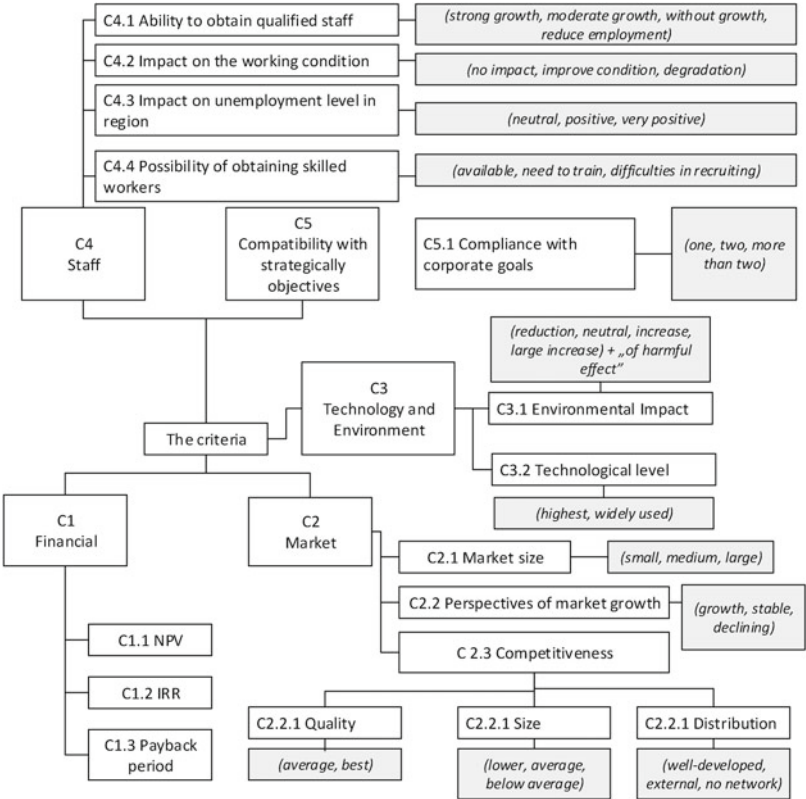 C4.1 Ability to obtain qualified staff
(strong growth, moderate growth, without growth,
reduce employment)
C4.2 Impact on the working condition
(no impact, improve condition, degradation)
C4.3 Impact on unemployment level in
region
(neutral, positive, very positive)
C4.4 Possibility of obtaining skilled
workers
(available, need to train, difficulties in recruiting)
C4
Staff
C5
Compatibility with
strategically
objectives
C5.1 Compliance with
corporate goals
(one, two, more
than two)
(reduction, neutral, increase,
large increase) + „of harmful
effect”
C3
Technology and
Environment
C3.1 Environmental Impact
The criteria
C3.2 Technological level
(highest, widely used)
C1
Financial
C2
Market
C2.1 Market size
(small, medium, large)
C2.2 Perspectives of market growth
(growth, stable,
declining)
C1.1 NPV
C 2.3 Competitiveness
C1.2 IRR
C2.2.1 Quality
C2.2.1 Size
C2.2.1 Distribution
C1.3 Payback
period
(average, best)
(lower, average,
below average)
(well-developed,
external, no network)